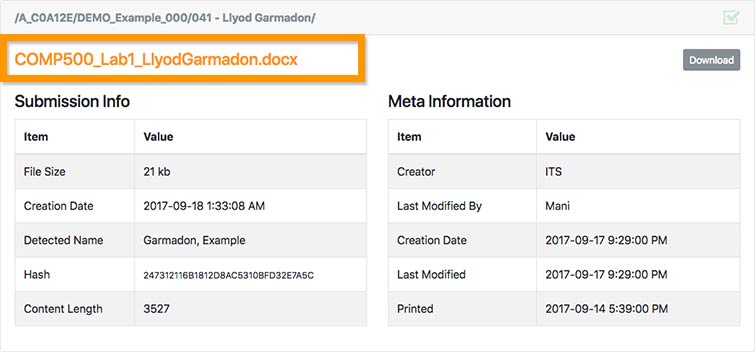 /A_C0A12E/DEMO_Example_000/041 - Llyod Garmadon/
COMP500_Lab1_LlyodGarmadon.docx
Download
Submission Info
Item Value
File Size 21 kb
Creation Date 2017-09-18 1:33:08 AM
Detected Name Garmadon, Example
Hash 247312116B1812D8AC5310BFD32E7A5C
Content Length 3527
Meta Information
Item Value
Creator ITS
Last Modified By Mani
Creation Date 2017-09-17 9:29:00 PM
Last Modified 2017-09-17 9:29:00 PM
Printed 2017-09-14 5:39:00 PM